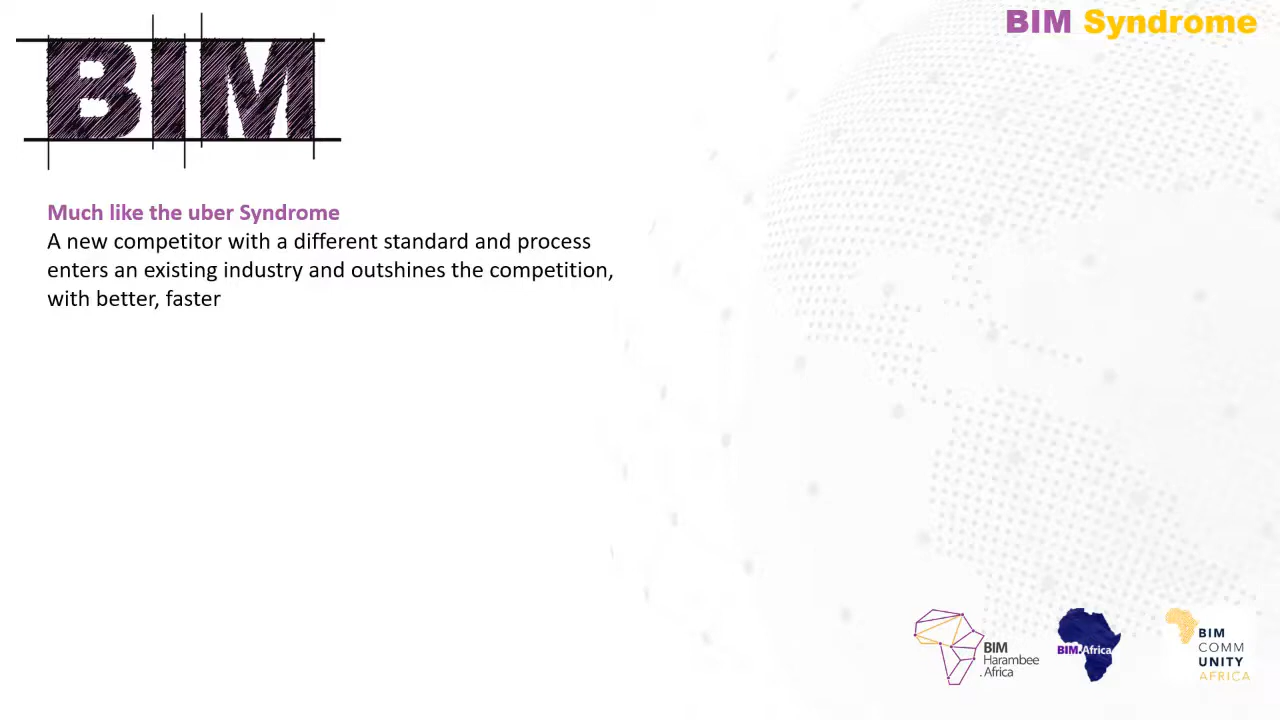 BIM Syndrome
BIM
Much like the uber Syndrome
A new competitor with a different standard and process
enters an existing industry and outshines the competition,
with better, faster
BIM
Harambee
.Africa
BIM.Africa
BIM
COMM
UNITY
AFRICA